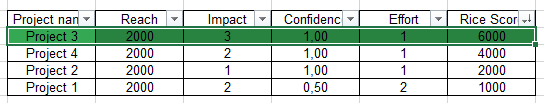 Project nan Reach Impact Confidenc Effort Rice Scor
Project 3 2000 3 1,00 1 6000
Project 4 2000 2 1,00 1 4000
Project 2 2000 1 1,00 1 2000
Project 1 2000 2 0,50 2 1000